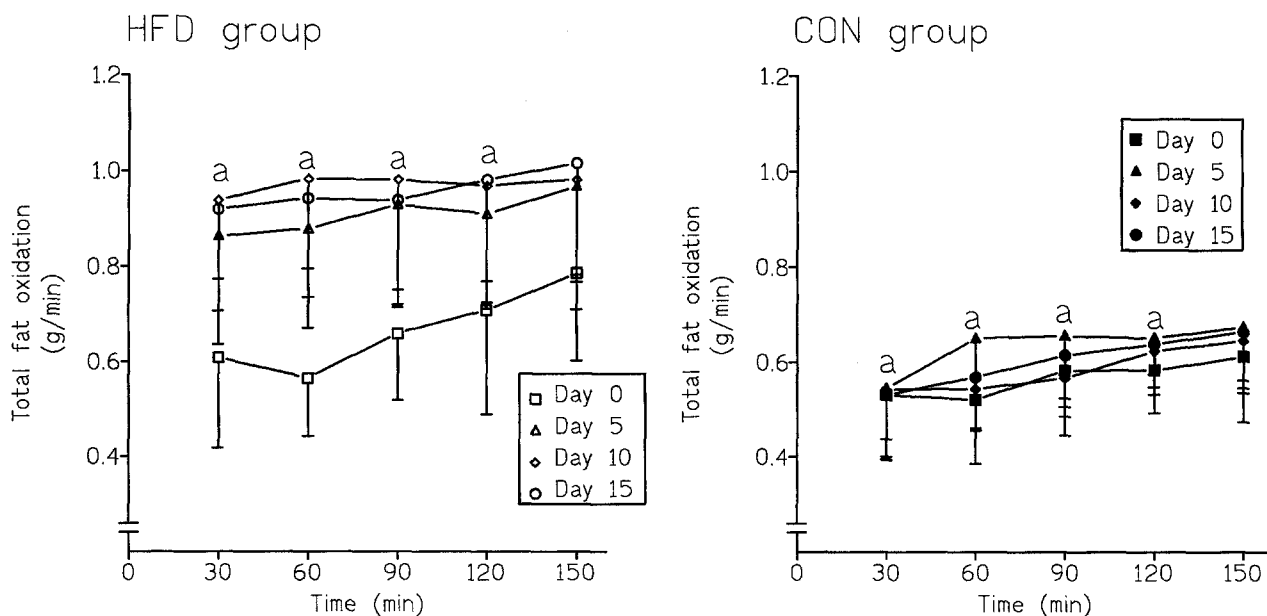 HFD group
Total fat oxidation
(g/min)
1.2
1.0
0.8
0.6
0.4
a a a a
Day 0
Day 5
Day 10
Day 15
0 30 60 90 120 150
Time (min)
CON group
Total fat oxidation
(g/min)
1.2
1.0
0.8
0.6
0.4
a a a a
Day 0
Day 5
Day 10
Day 15
0 30 60 90 120 150
Time (min)